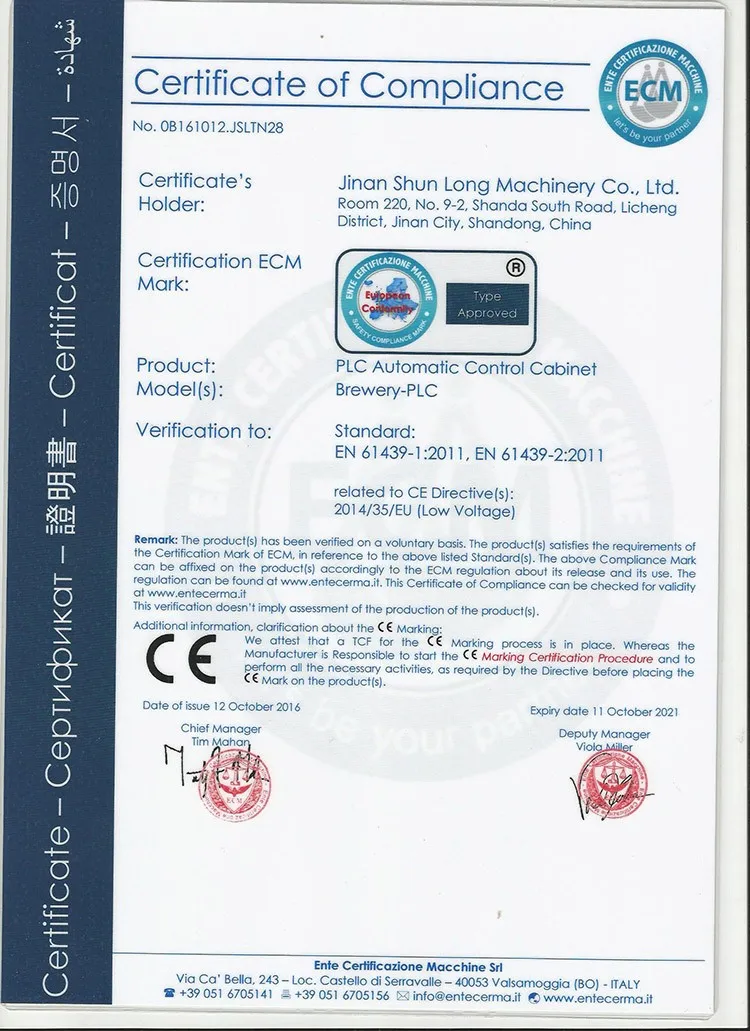 Certificate – Сертификат – 證明書 – Certificat – 증명서 – شهادة
Certificate of Compliance
ENTE CERTIFICAZIONE MACCHINE
ECM
let's be your partner
No. 0B161012.JSLTN28
Certificate's
Holder:
Jinan Shun Long Machinery Co., Ltd.
Room 220, No. 9-2, Shanda South Road, Licheng
District, Jinan City, Shandong, China
Certification ECM
Mark:
ENTE CERTIFICAZIONE MACCHINE
European
Conformity
SAFETY COMPLIANCE MARK
®
Type
Approved
Product:
PLC Automatic Control Cabinet
Model(s):
Brewery-PLC
Verification to:
Standard:
EN 61439-1:2011, EN 61439-2:2011
related to CE Directive(s):
2014/35/EU (Low Voltage)
Remark: The product(s) has been verified on a voluntary basis. The product(s) satisfies the requirements of
the Certification Mark of ECM, in reference to the above listed Standard(s). The above Compliance Mark
can be affixed on the product(s) accordingly to the ECM regulation about its release and its use. The
regulation can be found at www.entecerma.it. This Certificate of Compliance can be checked for validity
at www.entecerma.it
This verification doesn't imply assessment of the production of the product(s).
Additional information, clarification about the CE Marking:
CE
We attest that a TCF for the CE Marking process is in place. Whereas the
Manufacturer is Responsible to start the CE Marking Certification Procedure and to
perform all the necessary activities, as required by the Directive before placing the
CE Mark on the product(s).
Date of issue 12 October 2016
Expiry date 11 October 2021
Chief Manager
Tim Mahan
Deputy Manager
Viola Miller
ECM
Ente Certificazione Macchine Srl
Via Ca' Bella, 243 – Loc. Castello di Serravalle – 40053 Valsamoggia (BO) - ITALY
☎ +39 051 6705141 +39 051 6705156 ✉ info@entecerma.it www.entecerma.it